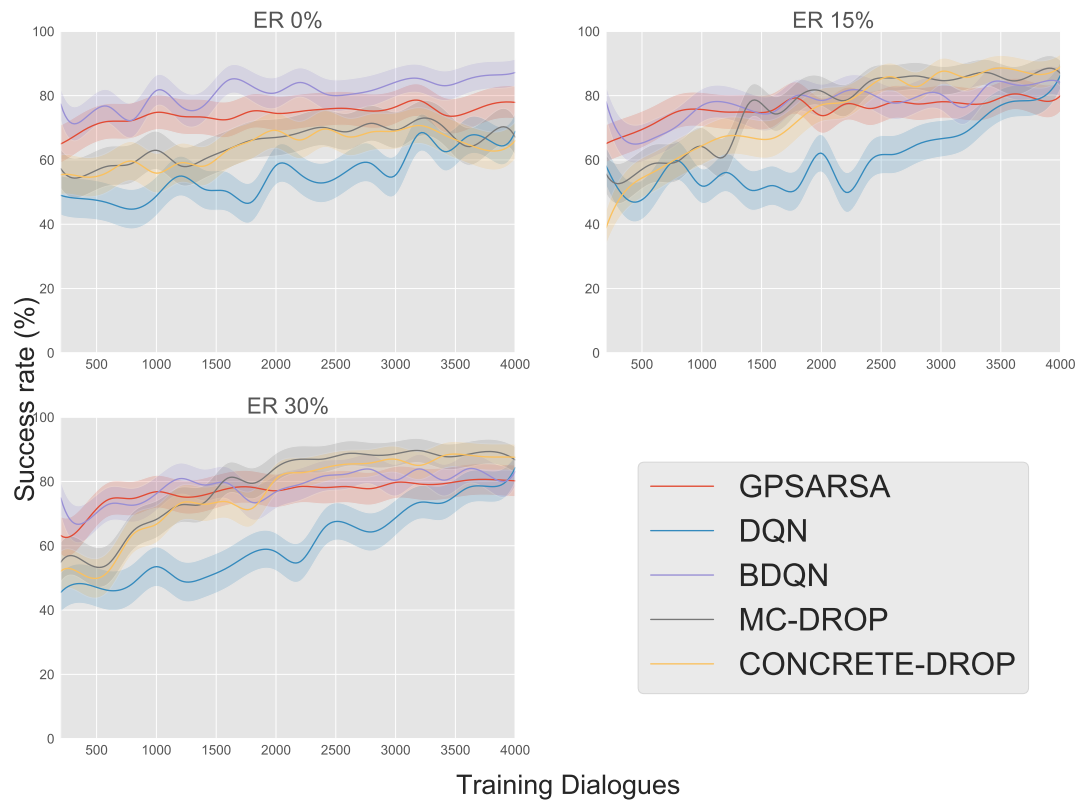 ER 0%
100
80
60
40
20
0
500 1000 1500 2000 2500 3000 3500 4000
ER 15%
100
80
60
40
20
0
500 1000 1500 2000 2500 3000 3500 4000
Success rate (%)
ER 30%
100
80
60
40
20
0
500 1000 1500 2000 2500 3000 3500 4000
GPSARSA
DQN
BDQN
MC-DROP
CONCRETE-DROP
Training Dialogues